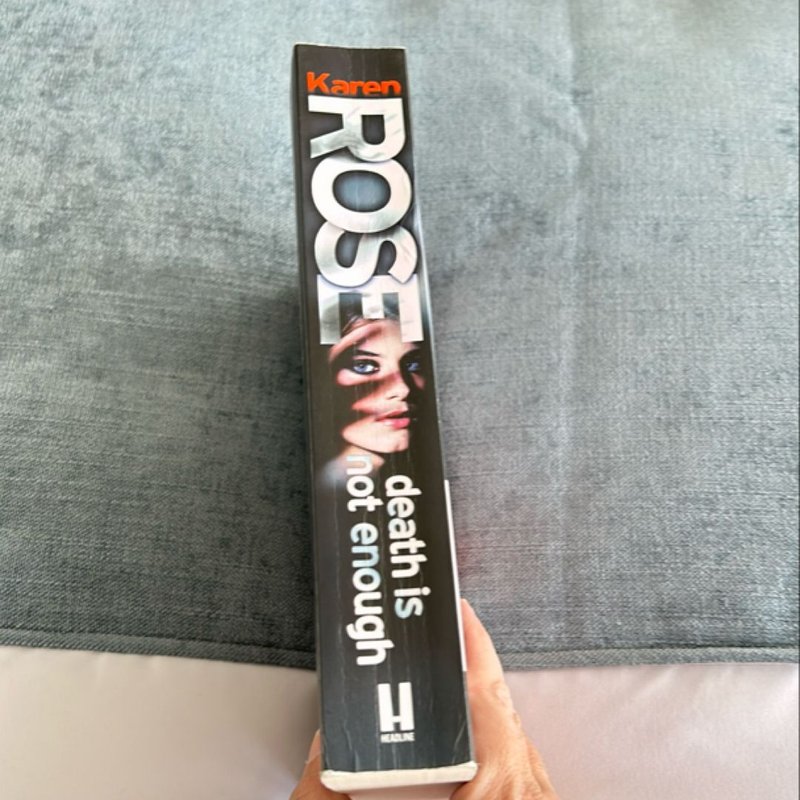 Karen
ROSE
death is
not enough
H
HEADLINE